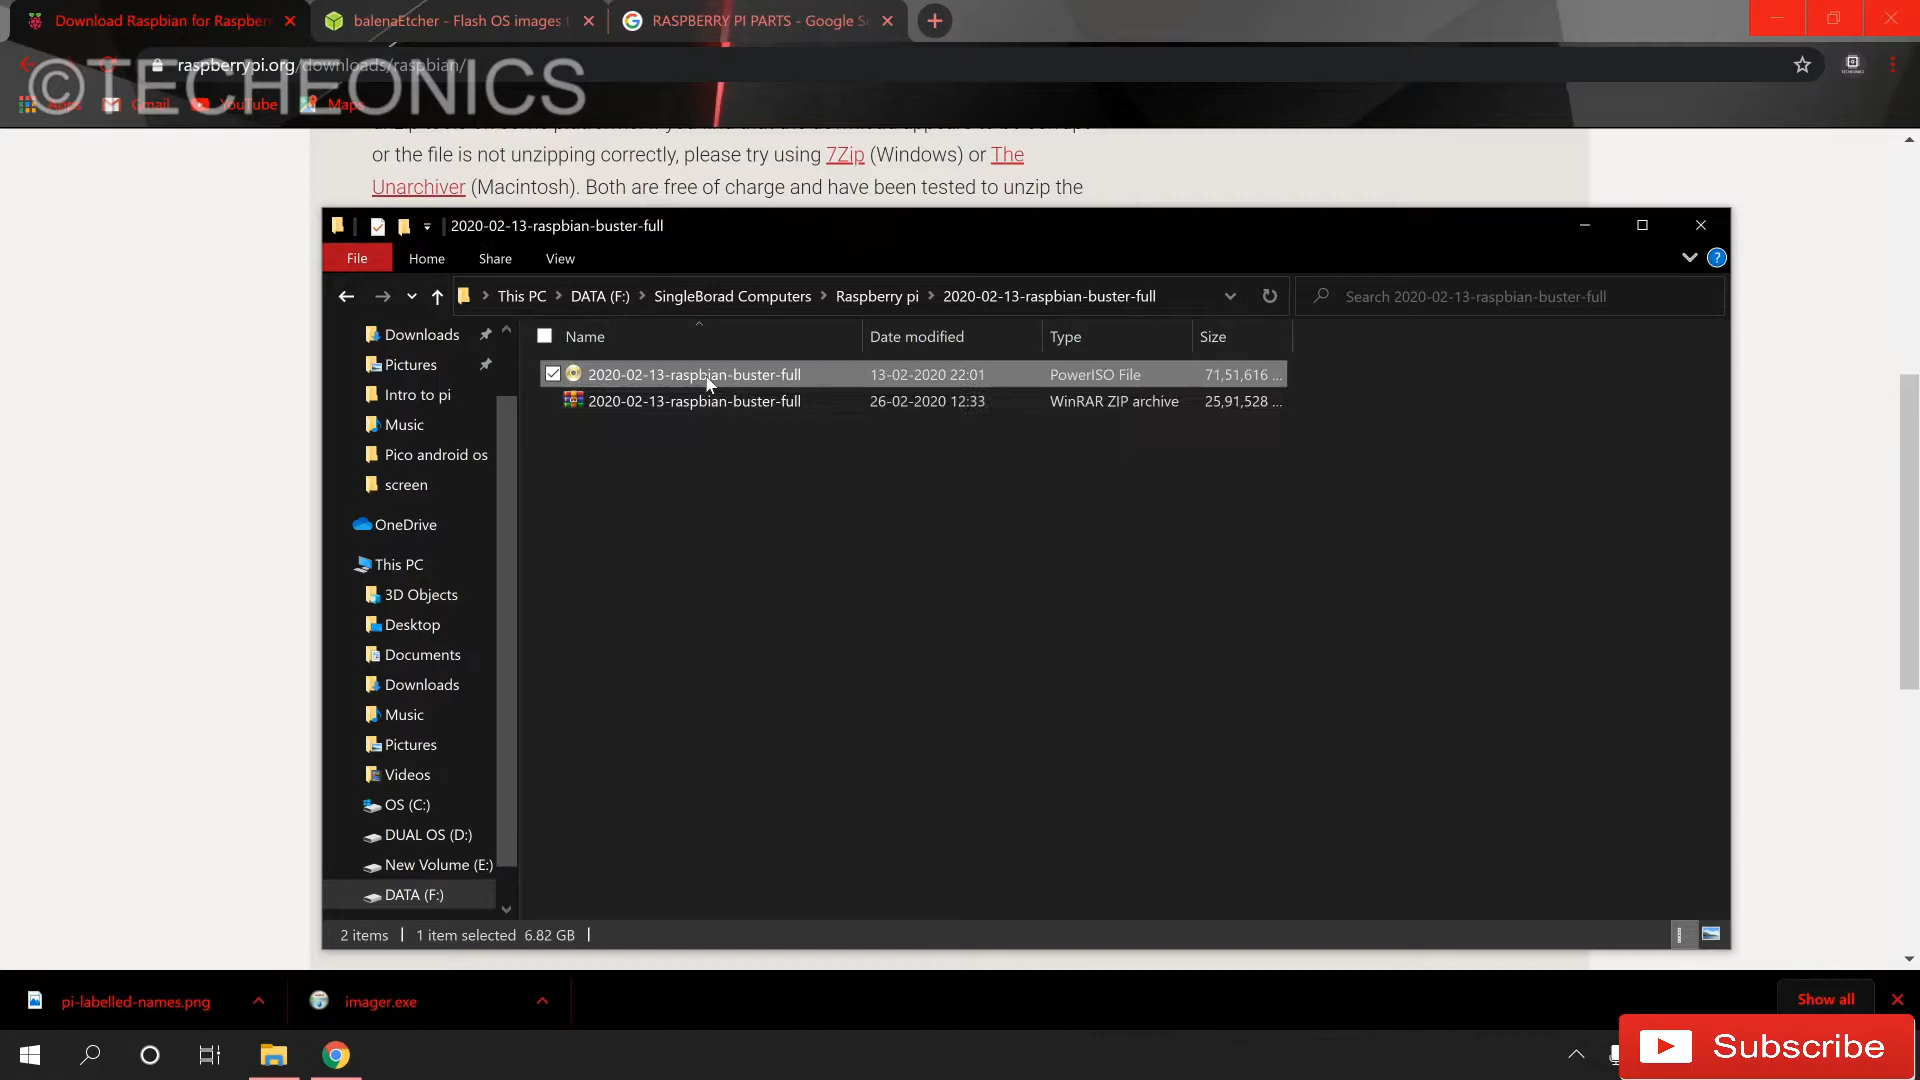 Download Raspbian for Raspber
balenaEtcher - Flash OS images
RASPBERRY PI PARTS - Google Se
raspberrypi.org/downloads/raspbian/
©TECHEONICS
Apps
Gmail
YouTube
Maps
or the file is not unzipping correctly, please try using 7Zip (Windows) or The
Unarchiver (Macintosh). Both are free of charge and have been tested to unzip the
2020-02-13-raspbian-buster-full
File
Home
Share
View
This PC
DATA (F:)
SingleBorad Computers
Raspberry pi
2020-02-13-raspbian-buster-full
Search 2020-02-13-raspbian-buster-full
Name
Date modified
Type
Size
2020-02-13-raspbian-buster-full 13-02-2020 22:01 PowerISO File 71,51,616 ...
2020-02-13-raspbian-buster-full 26-02-2020 12:33 WinRAR ZIP archive 25,91,528 ...
Downloads
Pictures
Intro to pi
Music
Pico android os
screen
OneDrive
This PC
3D Objects
Desktop
Documents
Downloads
Music
Pictures
Videos
OS (C:)
DUAL OS (D:)
New Volume (E:)
DATA (F:)
2 items
1 item selected 6.82 GB
pi-labelled-names.png
imager.exe
Show all
Subscribe